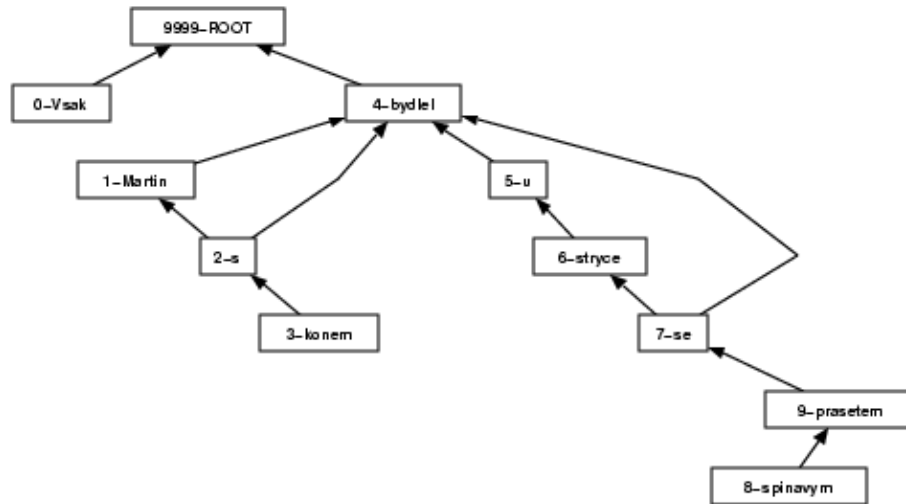 9999-ROOT
0-Vsak
4-bydlel
1-Martin
5-u
2-s
6-stryce
3-konem
7-se
9-prasetem
8-spinavym